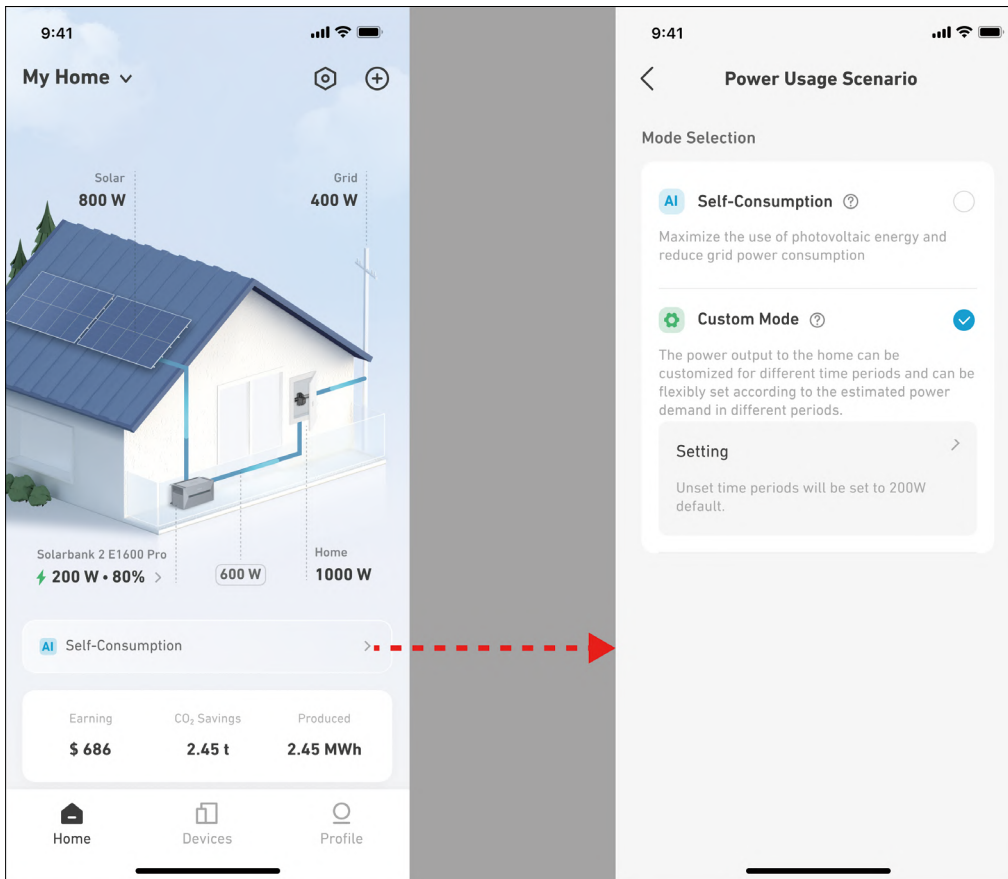 9:41
My Home
Solar
800 W
Grid
400 W
Solarbank 2 E1600 Pro
200 W • 80%
600 W
Home
1000 W
AI Self-Consumption
Earning
$ 686
CO₂ Savings
2.45 t
Produced
2.45 MWh
Home
Devices
Profile
9:41
Power Usage Scenario
Mode Selection
AI Self-Consumption ?
Maximize the use of photovoltaic energy and
reduce grid power consumption
Custom Mode ?
The power output to the home can be
customized for different time periods and can be
flexibly set according to the estimated power
demand in different periods.
Setting
Unset time periods will be set to 200W
default.